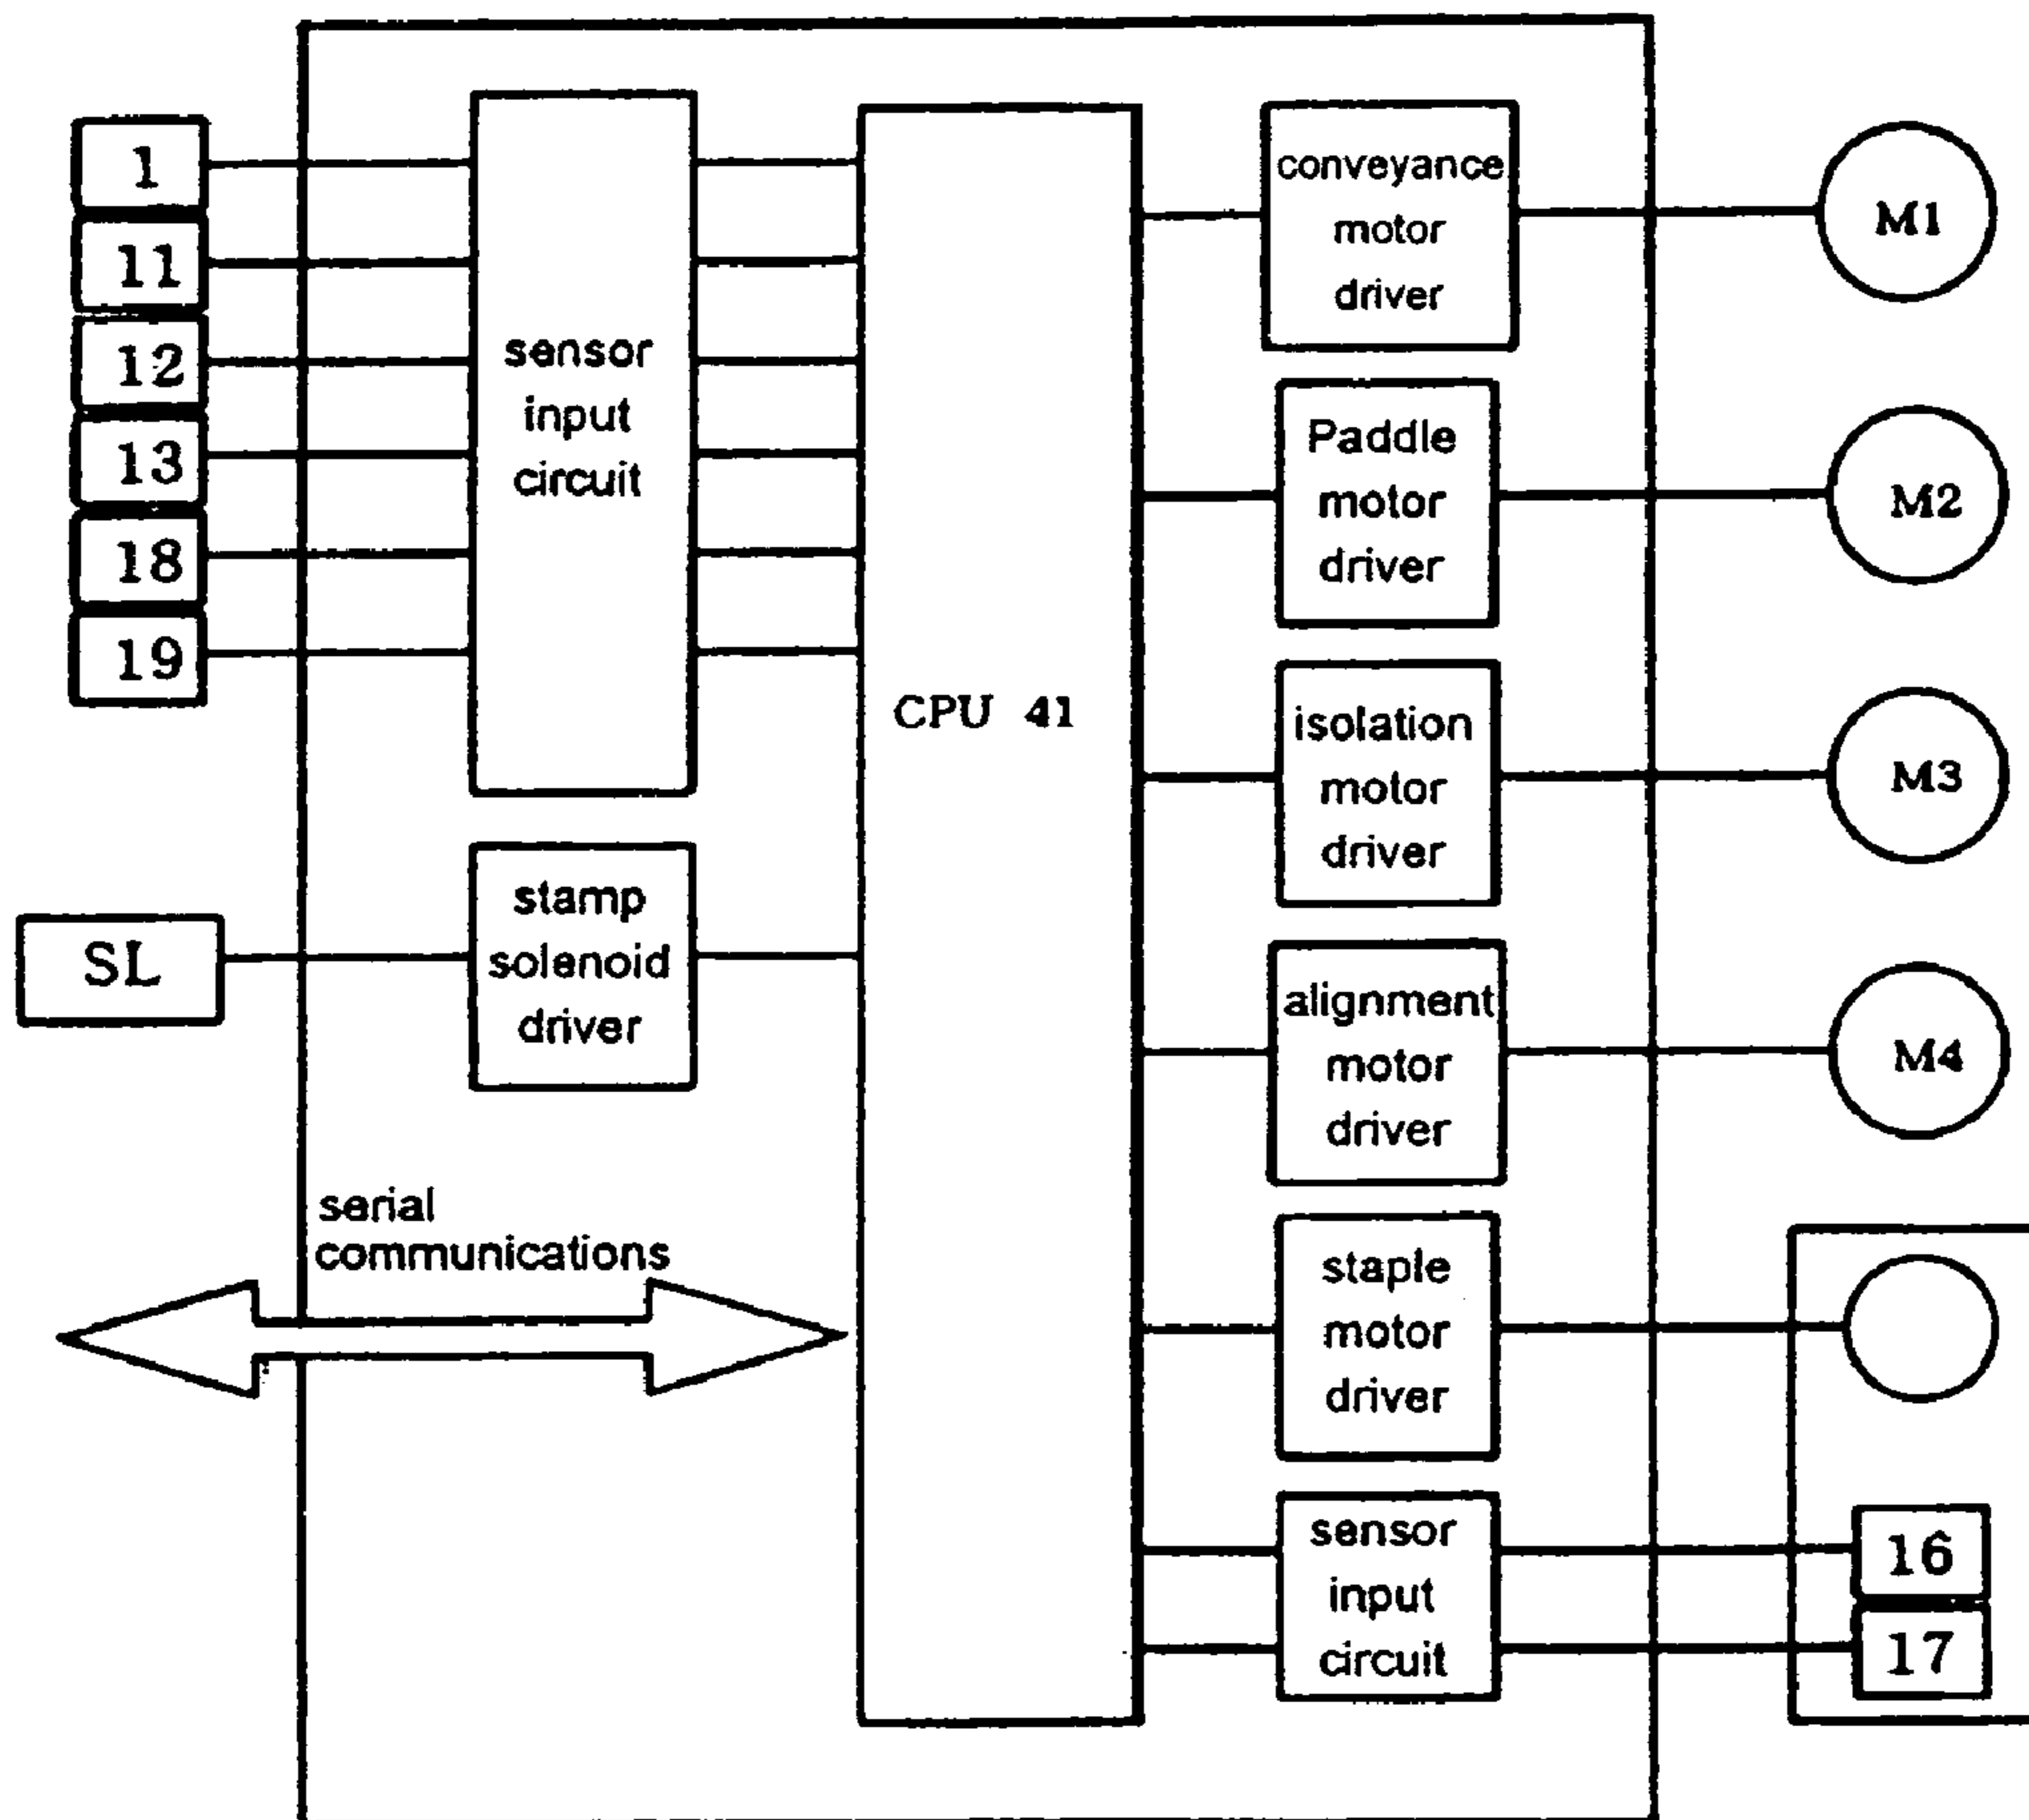 1
11
12
13
18
19
sensor
input
circuit
SL
stamp
solenoid
driver
serial
communications
CPU 41
conveyance
motor
driver
M1
Paddle
motor
driver
M2
isolation
motor
driver
M3
alignment
motor
driver
M4
staple
motor
driver
sensor
input
circuit
16
17